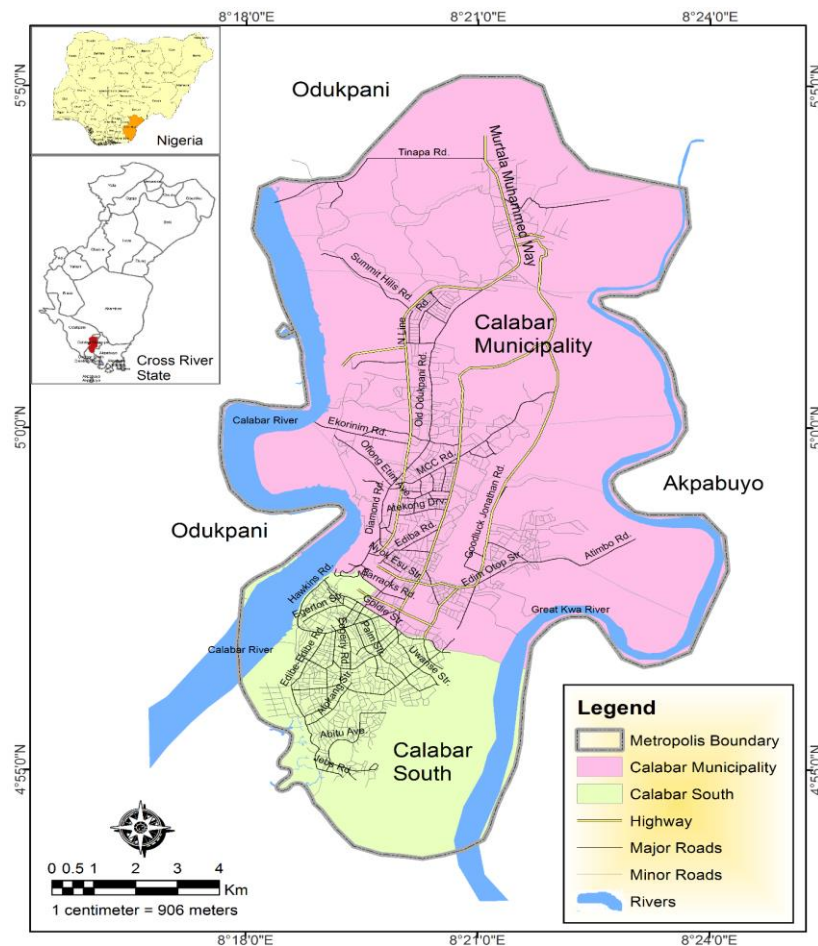 8°18'0"E
8°21'0"E
8°24'0"E
5°5'0"N
5°5'0"N
Nigeria
Cross River
State
Odukpani
Tinapa Rd.
Murtala Muhammed Way
Summit Hills Rd.
Rd.
N Line
Calabar
Municipality
Old Odukpani Rd.
5°0'0"N
5°0'0"N
Calabar River
Ekorinim Rd.
MCC Rd.
Ofiong Etim Ave.
Diamond Rd.
Atekong Drv.
Goodluck Jonathan Rd.
Akpabuyo
Odukpani
Ediba Rd.
Nyok Esu Str.
Edim Otop Str.
Atimbo Rd.
Hawkins Rd.
Barracks Rd.
Egerton Str.
Goldie Str.
Great Kwa River
Calabar River
Edibe-Edibe Rd.
Palm Str.
Uwanse Str.
Abitu Ave.
Jebs Rd.
Calabar
South
4°55'0"N
4°55'0"N
Legend
Metropolis Boundary
Calabar Municipality
Calabar South
Highway
Major Roads
Minor Roads
Rivers
0 0.5 1 2 3 4
Km
1 centimeter = 906 meters
8°18'0"E
8°21'0"E
8°24'0"E